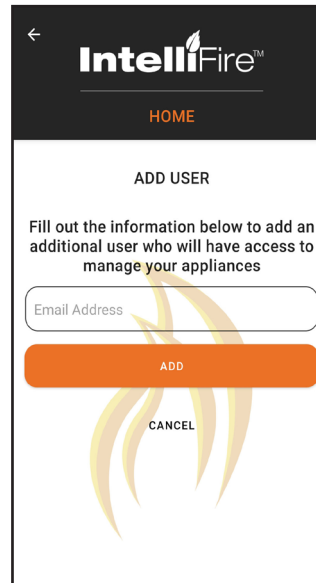 IntelliFire™
HOME
ADD USER
Fill out the information below to add an
additional user who will have access to
manage your appliances
Email Address
ADD
CANCEL